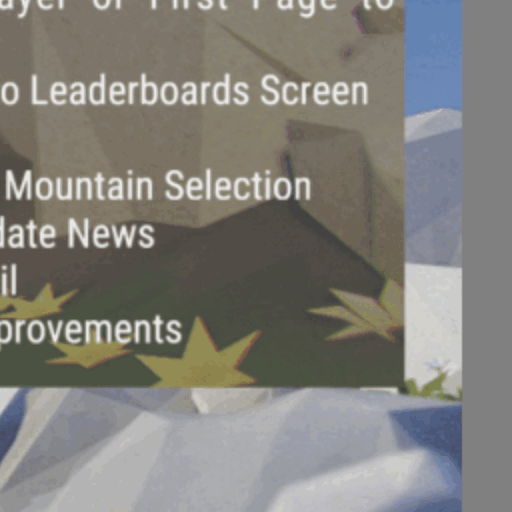 ayer or First Page to
o Leaderboards Screen
Mountain Selection
date News
il
provements